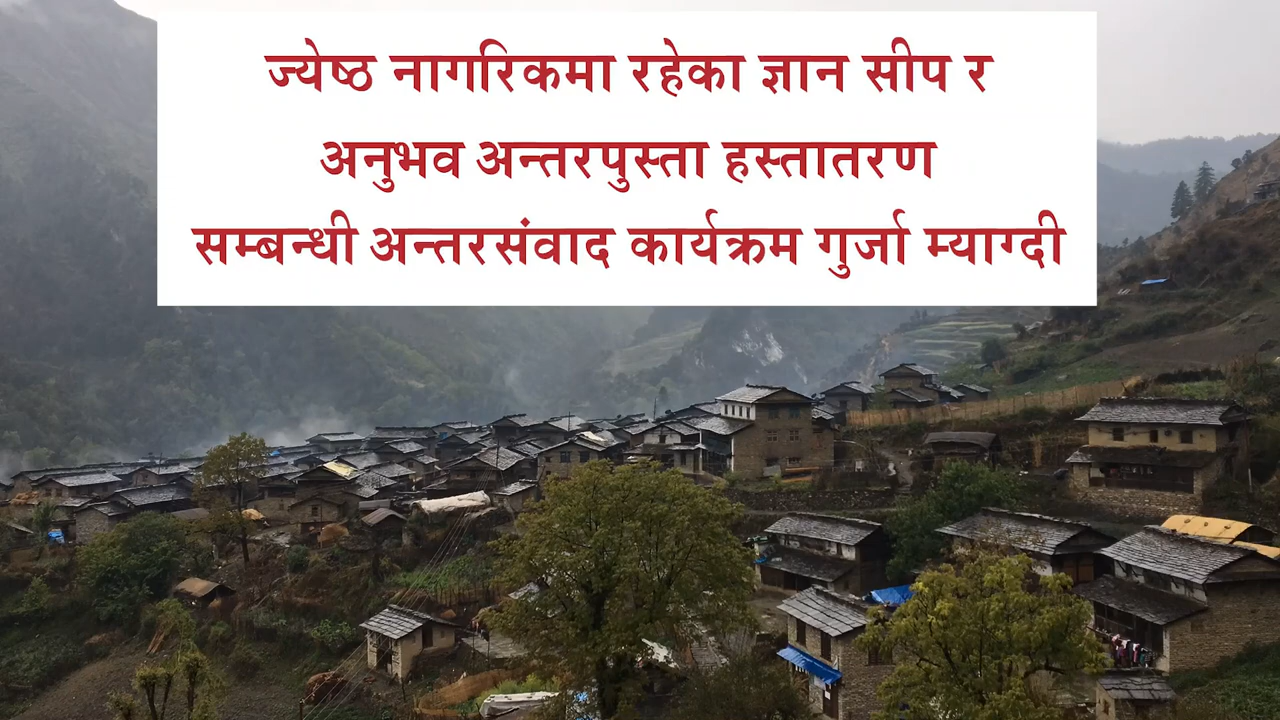 ज्येष्ठ नागरिकमा रहेका ज्ञान सीप र
अनुभव अन्तरपुस्ता हस्तातरण
सम्बन्धी अन्तरसंवाद कार्यक्रम गुर्जा म्याग्दी